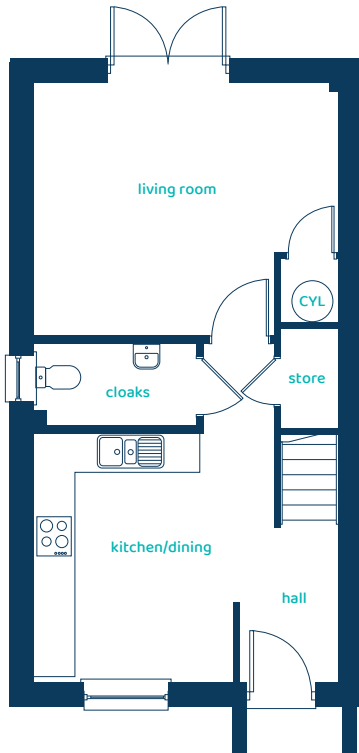 living room
CYL
store
cloaks
kitchen/dining
hall